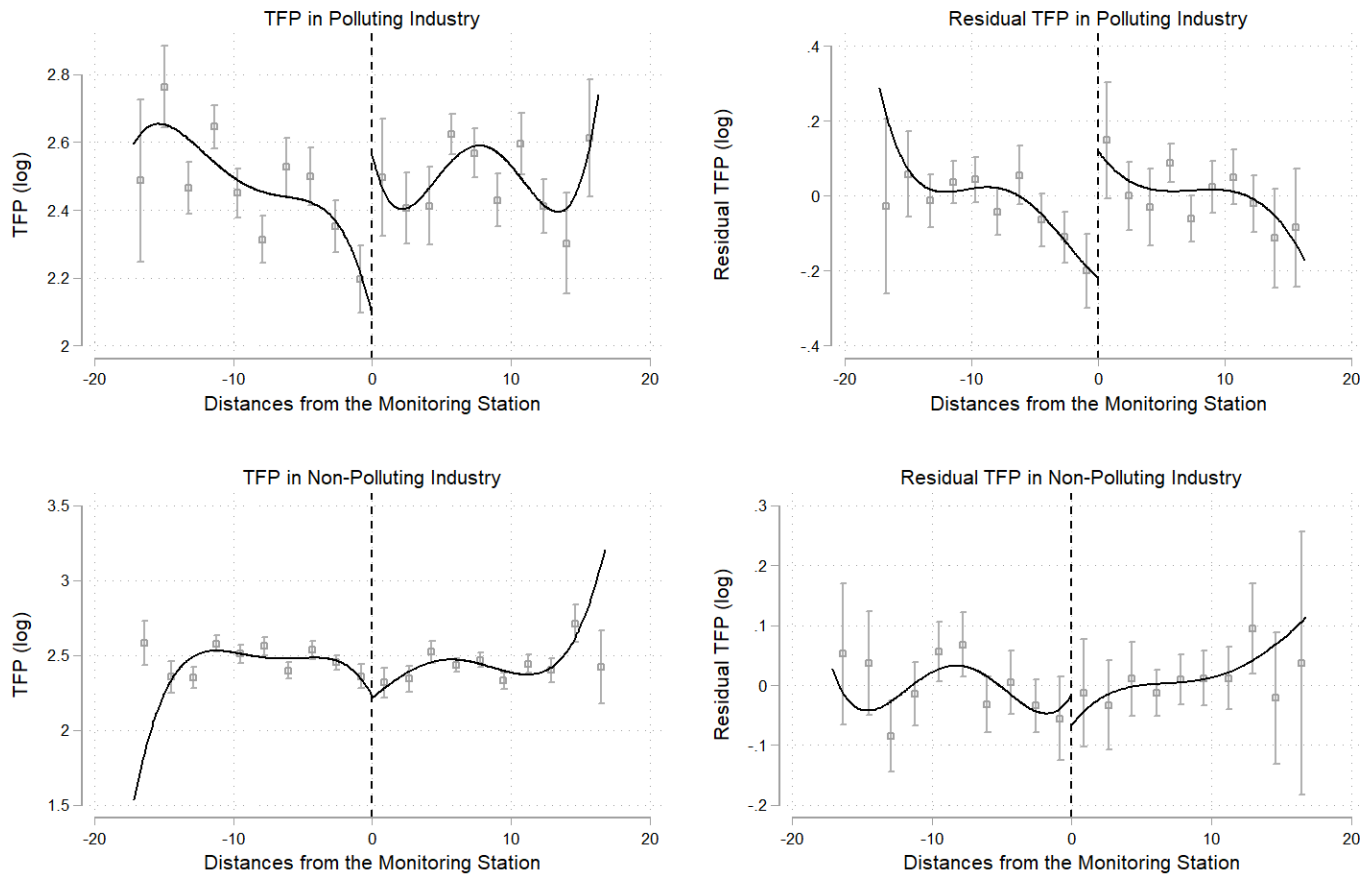 TFP in Polluting Industry
TFP (log)
2.8
2.6
2.4
2.2
2
-20 -10 0 10 20
Distances from the Monitoring Station
Residual TFP in Polluting Industry
Residual TFP (log)
.4
.2
0
-.2
-.4
-20 -10 0 10 20
Distances from the Monitoring Station
TFP in Non-Polluting Industry
TFP (log)
3.5
3
2.5
2
1.5
-20 -10 0 10 20
Distances from the Monitoring Station
Residual TFP in Non-Polluting Industry
Residual TFP (log)
.3
.2
.1
0
-.1
-.2
-20 -10 0 10 20
Distances from the Monitoring Station